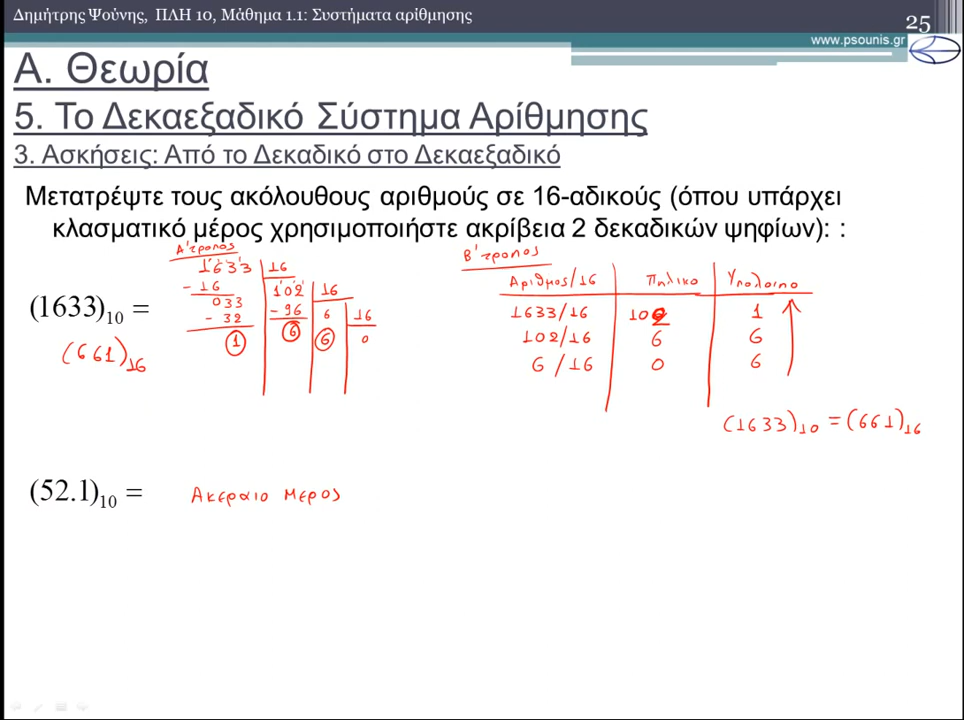 Δημήτρης Ψούνης, ΠΛΗ 10, Μάθημα 1.1: Συστήματα αρίθμησης
25
www.psounis.gr
Α. Θεωρία
5. Το Δεκαεξαδικό Σύστημα Αρίθμησης
3. Ασκήσεις: Από το Δεκαδικό στο Δεκαεξαδικό
Μετατρέψτε τους ακόλουθους αριθμούς σε 16-αδικούς (όπου υπάρχει
κλασματικό μέρος χρησιμοποιήστε ακρίβεια 2 δεκαδικών ψηφίων): :
(1633)10 =
(661)16
Α' τροπος
1633 16
- 16 102 16
033 - 96 6 16
- 32 6 6 0
1
Β' τροπος
Αριθμος/16 Πηλικο Υπολοιπο
1633/16 102 1
102/16 6 6
6/16 0 6
(1633)10 = (661)16
(52.1)10 = Ακεραιο Μερος